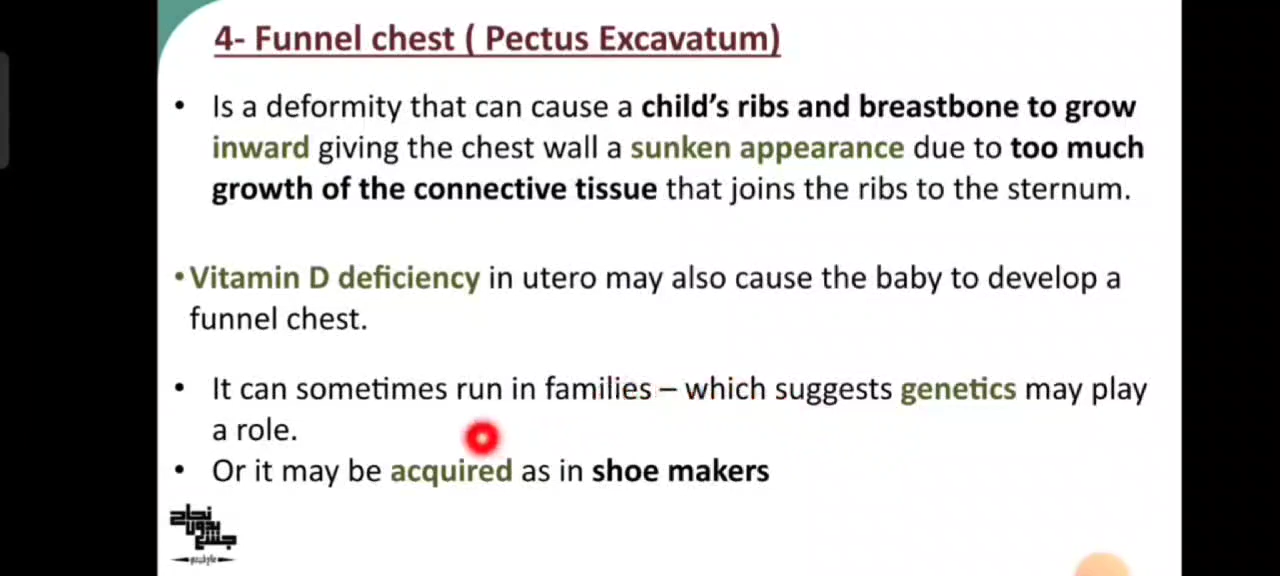 4- Funnel chest ( Pectus Excavatum)
• Is a deformity that can cause a child's ribs and breastbone to grow
inward giving the chest wall a sunken appearance due to too much
growth of the connective tissue that joins the ribs to the sternum.
• Vitamin D deficiency in utero may also cause the baby to develop a
funnel chest.
• It can sometimes run in families – which suggests genetics may play
a role.
• Or it may be acquired as in shoe makers
نجاح
بدون